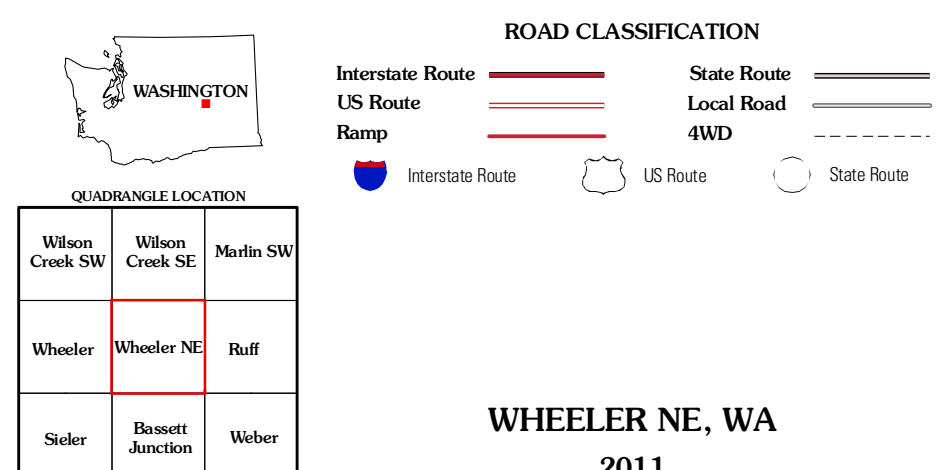 WASHINGTON
QUADRANGLE LOCATION
ROAD CLASSIFICATION
Interstate Route
State Route
US Route
Local Road
Ramp
4WD
Interstate Route
US Route
State Route
Wilson
Creek SW
Wilson
Creek SE
Marlin SW
Wheeler
Wheeler NE
Ruff
Sieler
Bassett
Junction
Weber
WHEELER NE, WA
2011